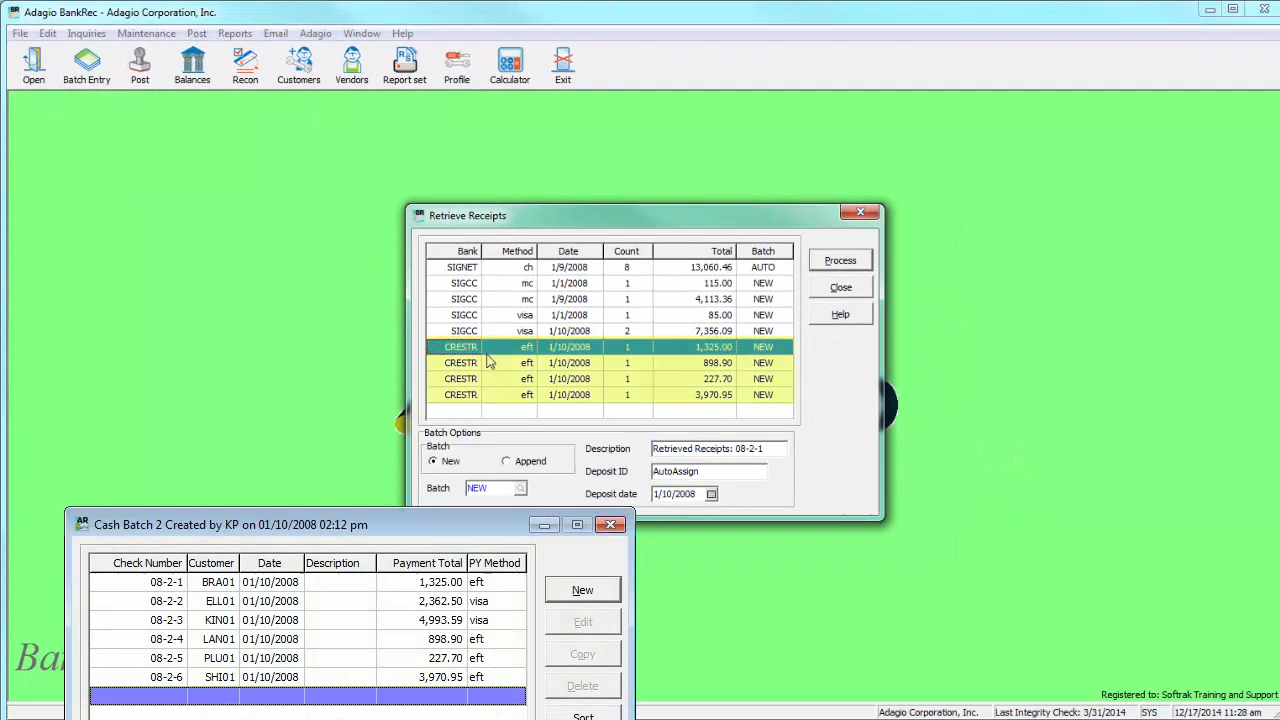 Adagio BankRec - Adagio Corporation, Inc.
File Edit Inquiries Maintenance Post Reports Email Adagio Window Help
Open Batch Entry Post Balances Recon Customers Vendors Report set Profile Calculator Exit
Retrieve Receipts
Bank Method Date Count Total Batch
SIGNET ch 1/9/2008 8 13,060.46 AUTO
SIGCC mc 1/1/2008 1 115.00 NEW
SIGCC mc 1/9/2008 1 4,113.36 NEW
SIGCC visa 1/1/2008 1 85.00 NEW
SIGCC visa 1/10/2008 2 7,356.09 NEW
CRESTR eft 1/10/2008 1 1,325.00 NEW
CRESTR eft 1/10/2008 1 898.90 NEW
CRESTR eft 1/10/2008 1 227.70 NEW
CRESTR eft 1/10/2008 1 3,970.95 NEW
Process
Close
Help
Batch Options
Batch
New Append
Batch NEW
Description Retrieved Receipts: 08-2-1
Deposit ID AutoAssign
Deposit date 1/10/2008
Cash Batch 2 Created by KP on 01/10/2008 02:12 pm
Check Number Customer Date Description Payment Total PY Method
08-2-1 BRA01 01/10/2008 1,325.00 eft
08-2-2 ELL01 01/10/2008 2,362.50 visa
08-2-3 KIN01 01/10/2008 4,993.59 visa
08-2-4 LAN01 01/10/2008 898.90 eft
08-2-5 PLU01 01/10/2008 227.70 eft
08-2-6 SHI01 01/10/2008 3,970.95 eft
New
Edit
Copy
Delete
Sort
Registered to: Softrak Training and Support
Adagio Corporation, Inc. Last Integrity Check: 3/31/2014 SYS 12/17/2014 11:28 am